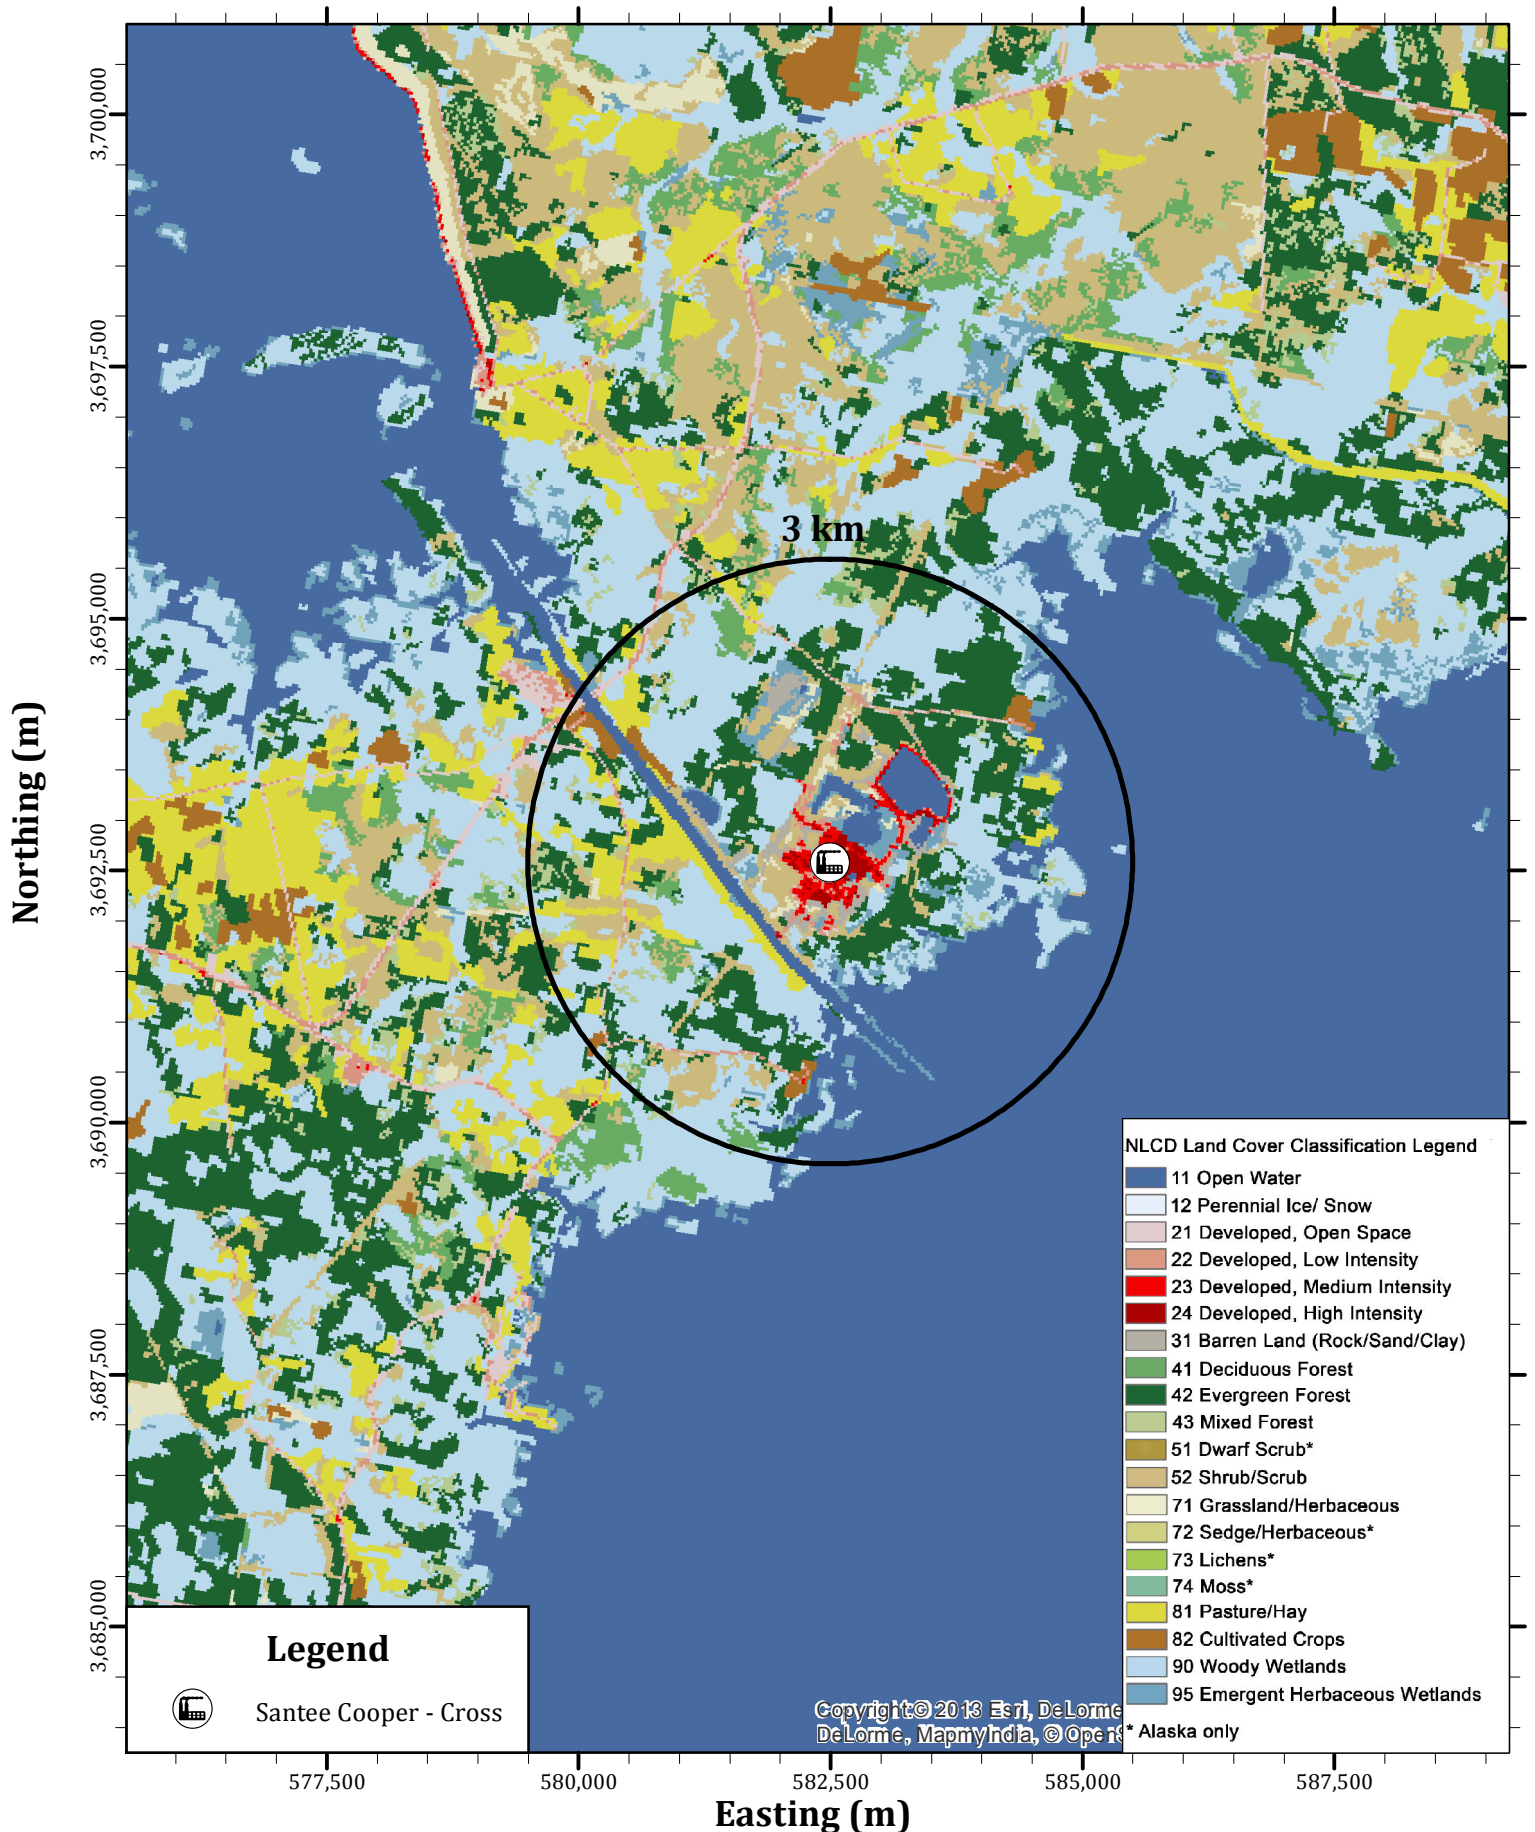 3,700,000
3,697,500
3 km
3,695,000
Northing (m)
3,692,500
3,690,000
3,687,500
3,685,000
NLCD Land Cover Classification Legend
11 Open Water
12 Perennial Ice/ Snow
21 Developed, Open Space
22 Developed, Low Intensity
23 Developed, Medium Intensity
24 Developed, High Intensity
31 Barren Land (Rock/Sand/Clay)
41 Deciduous Forest
42 Evergreen Forest
43 Mixed Forest
51 Dwarf Scrub*
52 Shrub/Scrub
71 Grassland/Herbaceous
72 Sedge/Herbaceous*
73 Lichens*
74 Moss*
81 Pasture/Hay
82 Cultivated Crops
90 Woody Wetlands
95 Emergent Herbaceous Wetlands
* Alaska only
Legend
Santee Cooper - Cross
Copyright:© 2013 Esri, DeLorme
DeLorme, MapmyIndia, © OpenS
577,500
580,000
582,500
585,000
587,500
Easting (m)